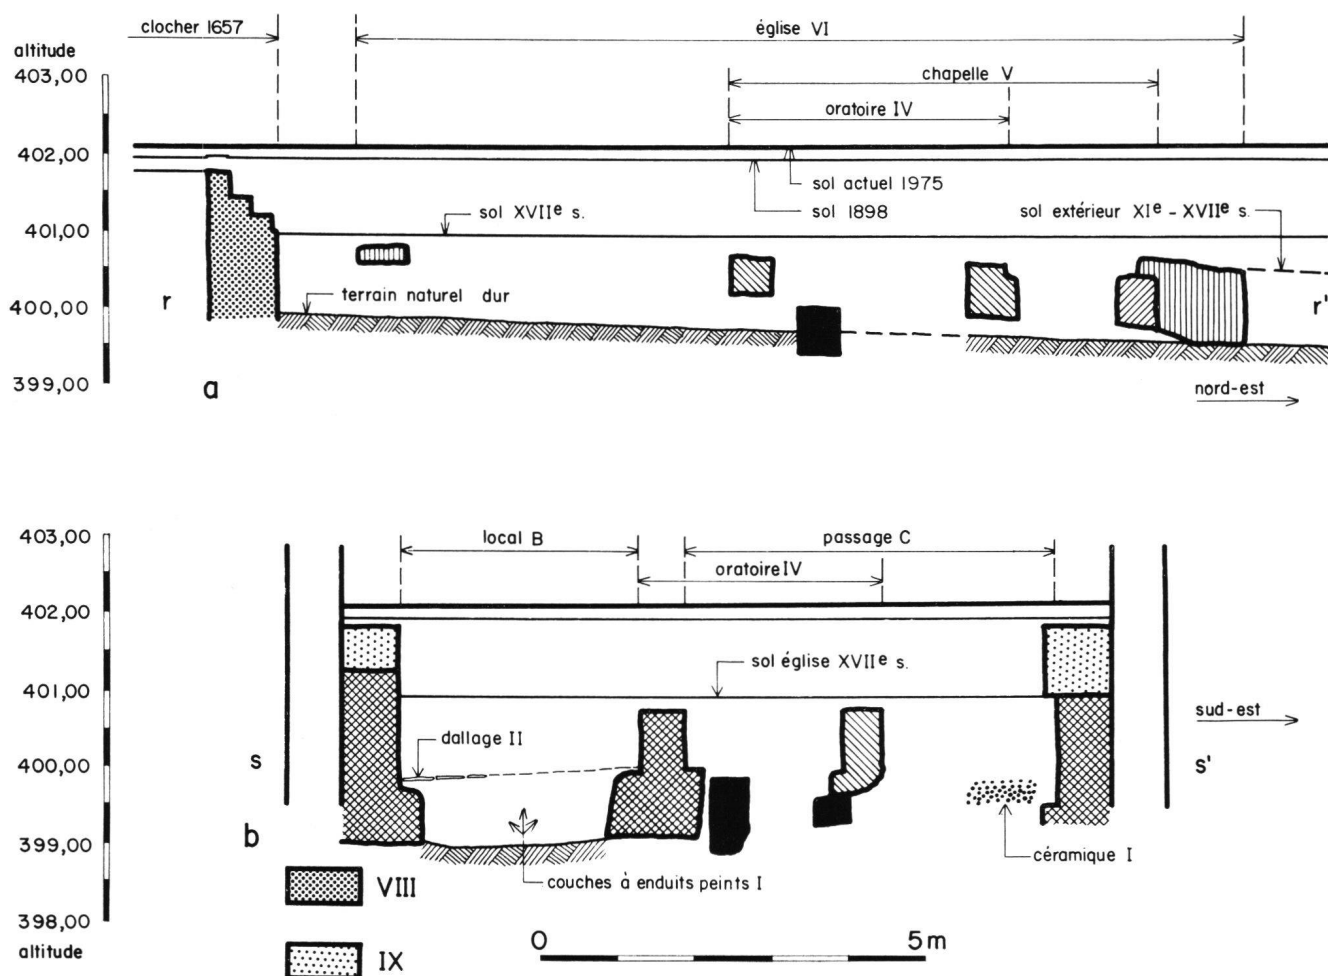 clocher 1657
église VI
altitude
403,00
chapelle V
oratoire IV
402,00
sol actuel 1975
sol XVIIe s.
sol 1898
sol extérieur XIe – XVIIe s.
401,00
r
terrain naturel dur
r'
400,00
399,00
a
nord-est
403,00
local B
passage C
oratoire IV
402,00
sol église XVIIe s.
401,00
sud-est
dallage II
s
s'
400,00
b
399,00
céramique I
couches à enduits peints I
VIII
398,00
altitude
0
5m
IX